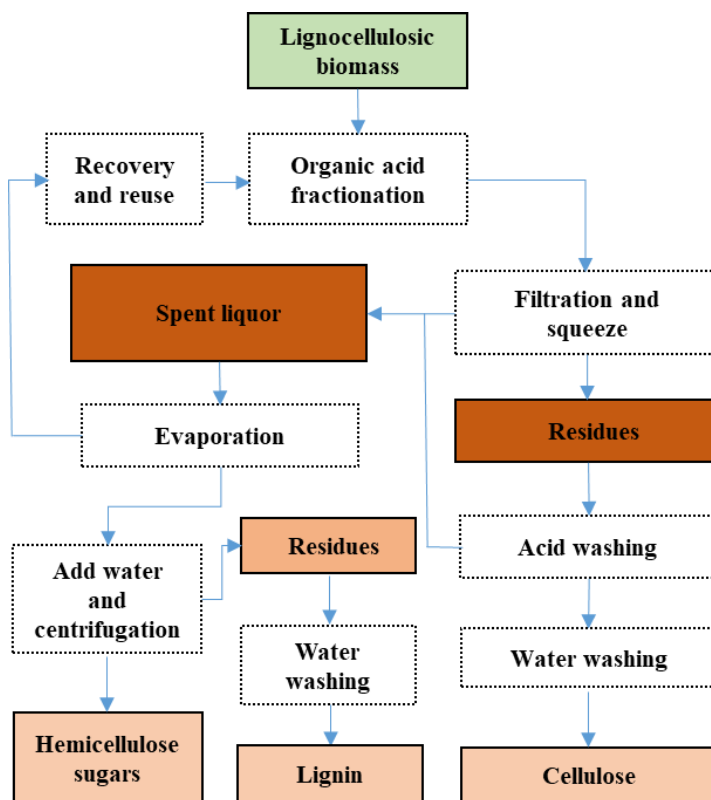 Lignocellulosic
biomass
Recovery
and reuse
Organic acid
fractionation
Spent liquor
Filtration and
squeeze
Evaporation
Residues
Add water
and
centrifugation
Residues
Acid washing
Water
washing
Water washing
Hemicellulose
sugars
Lignin
Cellulose